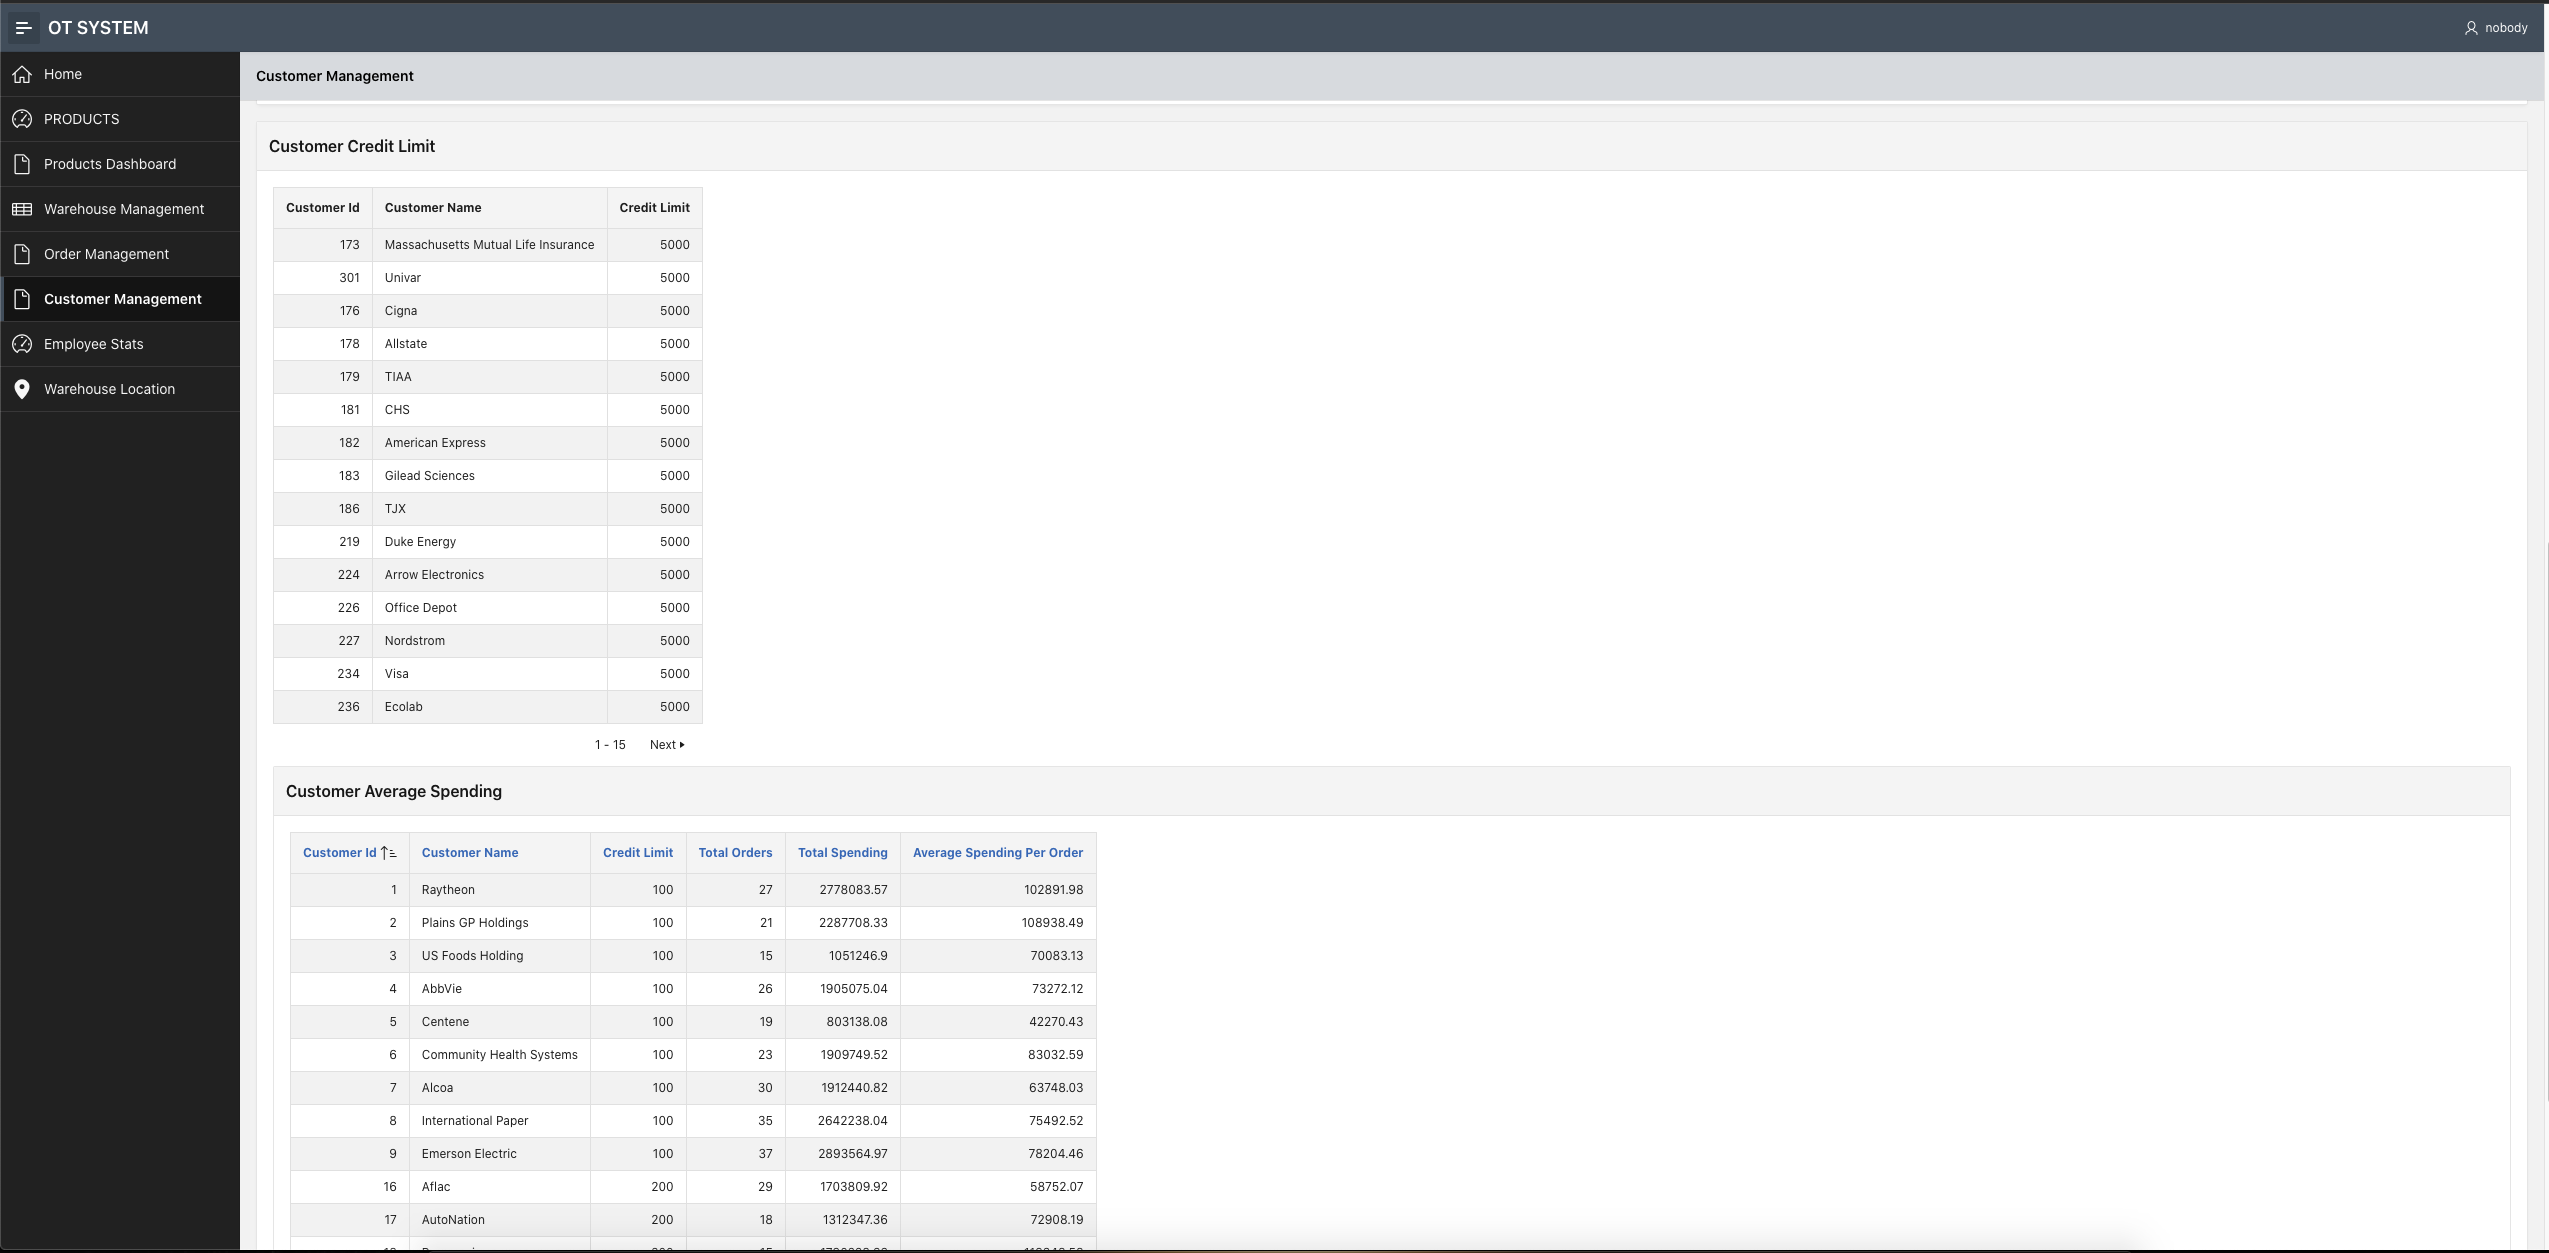 OT SYSTEM
nobody
Home
PRODUCTS
Products Dashboard
Warehouse Management
Order Management
Customer Management
Employee Stats
Warehouse Location
Customer Management
Customer Credit Limit
Customer Id Customer Name Credit Limit
173 Massachusetts Mutual Life Insurance 5000
301 Univar 5000
176 Cigna 5000
178 Allstate 5000
179 TIAA 5000
181 CHS 5000
182 American Express 5000
183 Gilead Sciences 5000
186 TJX 5000
219 Duke Energy 5000
224 Arrow Electronics 5000
226 Office Depot 5000
227 Nordstrom 5000
234 Visa 5000
236 Ecolab 5000
1 - 15 Next
Customer Average Spending
Customer Id Customer Name Credit Limit Total Orders Total Spending Average Spending Per Order
1 Raytheon 100 27 2778083.57 102891.98
2 Plains GP Holdings 100 21 2287708.33 108938.49
3 US Foods Holding 100 15 1051246.9 70083.13
4 AbbVie 100 26 1905075.04 73272.12
5 Centene 100 19 803138.08 42270.43
6 Community Health Systems 100 23 1909749.52 83032.59
7 Alcoa 100 30 1912440.82 63748.03
8 International Paper 100 35 2642238.04 75492.52
9 Emerson Electric 100 37 2893564.97 78204.46
16 Aflac 200 29 1703809.92 58752.07
17 AutoNation 200 18 1312347.36 72908.19